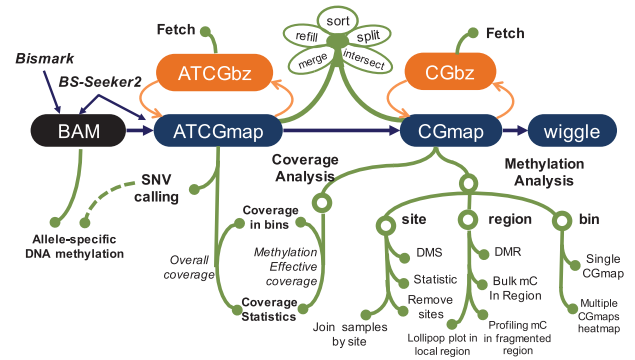 sort
refill
split
merge
intersect
Fetch
Fetch
Bismark
BS-Seeker2
ATCGbz
CGbz
BAM
ATCGmap
CGmap
wiggle
Coverage
Analysis
Methylation
Analysis
SNV
calling
Allele-specific
DNA methylation
Overall
coverage
Coverage
in bins
Methylation
Effective
coverage
Coverage
Statistics
site
region
bin
DMS
Statistic
Remove
sites
Join samples
by site
DMR
Bulk mC
In Region
Lollipop plot in
local region
Profiling mC
in fragmented
region
Single
CGmap
Multiple
CGmaps
heatmap